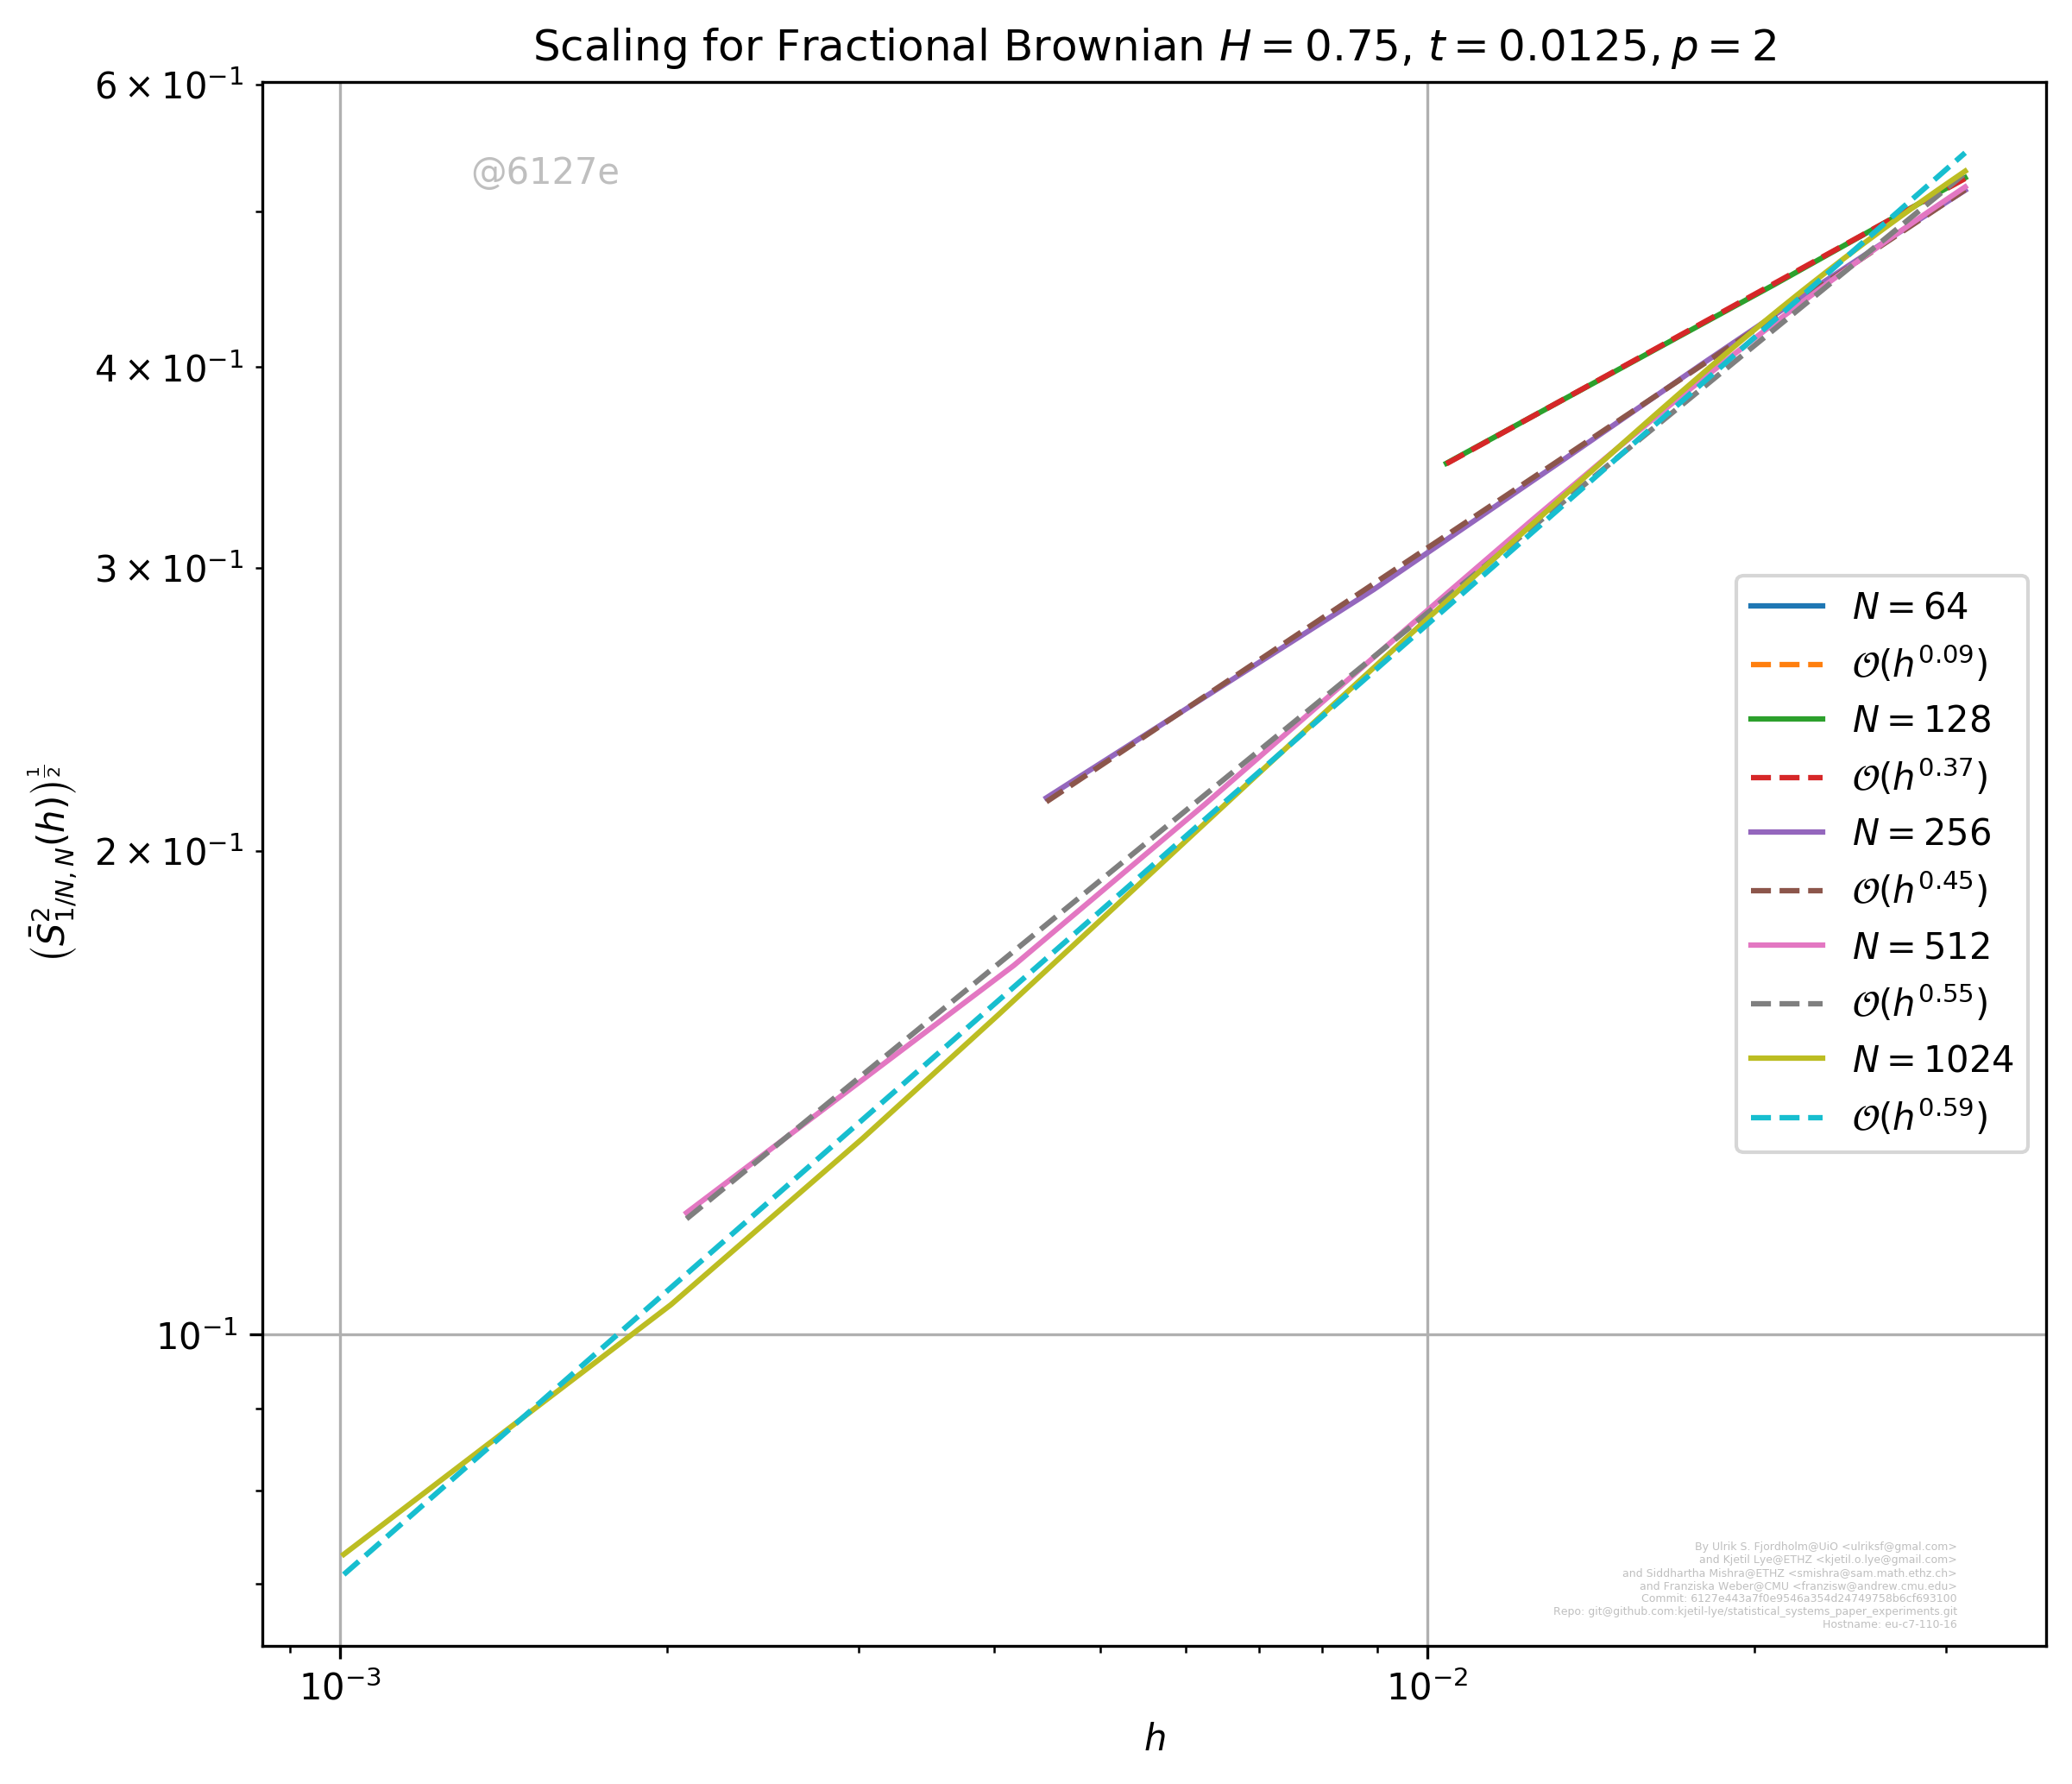 Scaling for Fractional Brownian H = 0.75, t = 0.0125, p = 2
6 × 10⁻¹
@6127e
4 × 10⁻¹
3 × 10⁻¹
2 × 10⁻¹
10⁻¹
(S̄²₁/N, N(h))^½
N = 64
𝒪(h^0.09)
N = 128
𝒪(h^0.37)
N = 256
𝒪(h^0.45)
N = 512
𝒪(h^0.55)
N = 1024
𝒪(h^0.59)
By Ulrik S. Fjordholm@UiO <ulriksf@gmal.com>
and Kjetil Lye@ETHZ <kjetil.o.lye@gmail.com>
and Siddhartha Mishra@ETHZ <smishra@sam.math.ethz.ch>
and Franziska Weber@CMU <franzisw@andrew.cmu.edu>
Commit: 6127e443a7f0e9546a354d24749758b6cf693100
Repo: git@github.com:kjetil-lye/statistical_systems_paper_experiments.git
Hostname: eu-c7-110-16
10⁻³
10⁻²
h